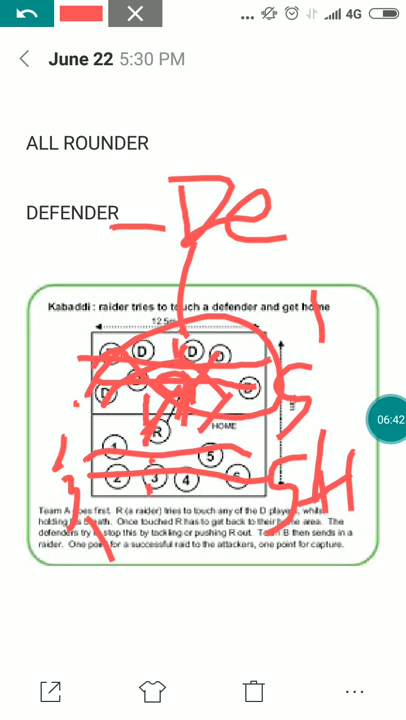 ... 4G
June 22 5:30 PM
ALL ROUNDER
DEFENDER
De
Kabaddi : raider tries to touch a defender and get home
12.5m
D D D D
D D
06:42
R HOME
1 5
2 3 4
SH
Team A goes first. R (a raider) tries to touch any of the D players, whilst
holding his breath. Once touched R has to get back to their home area. The
defenders try to stop this by tackling or pushing R out. Team B then sends in a
raider. One point for a successful raid to the attackers, one point for capture.